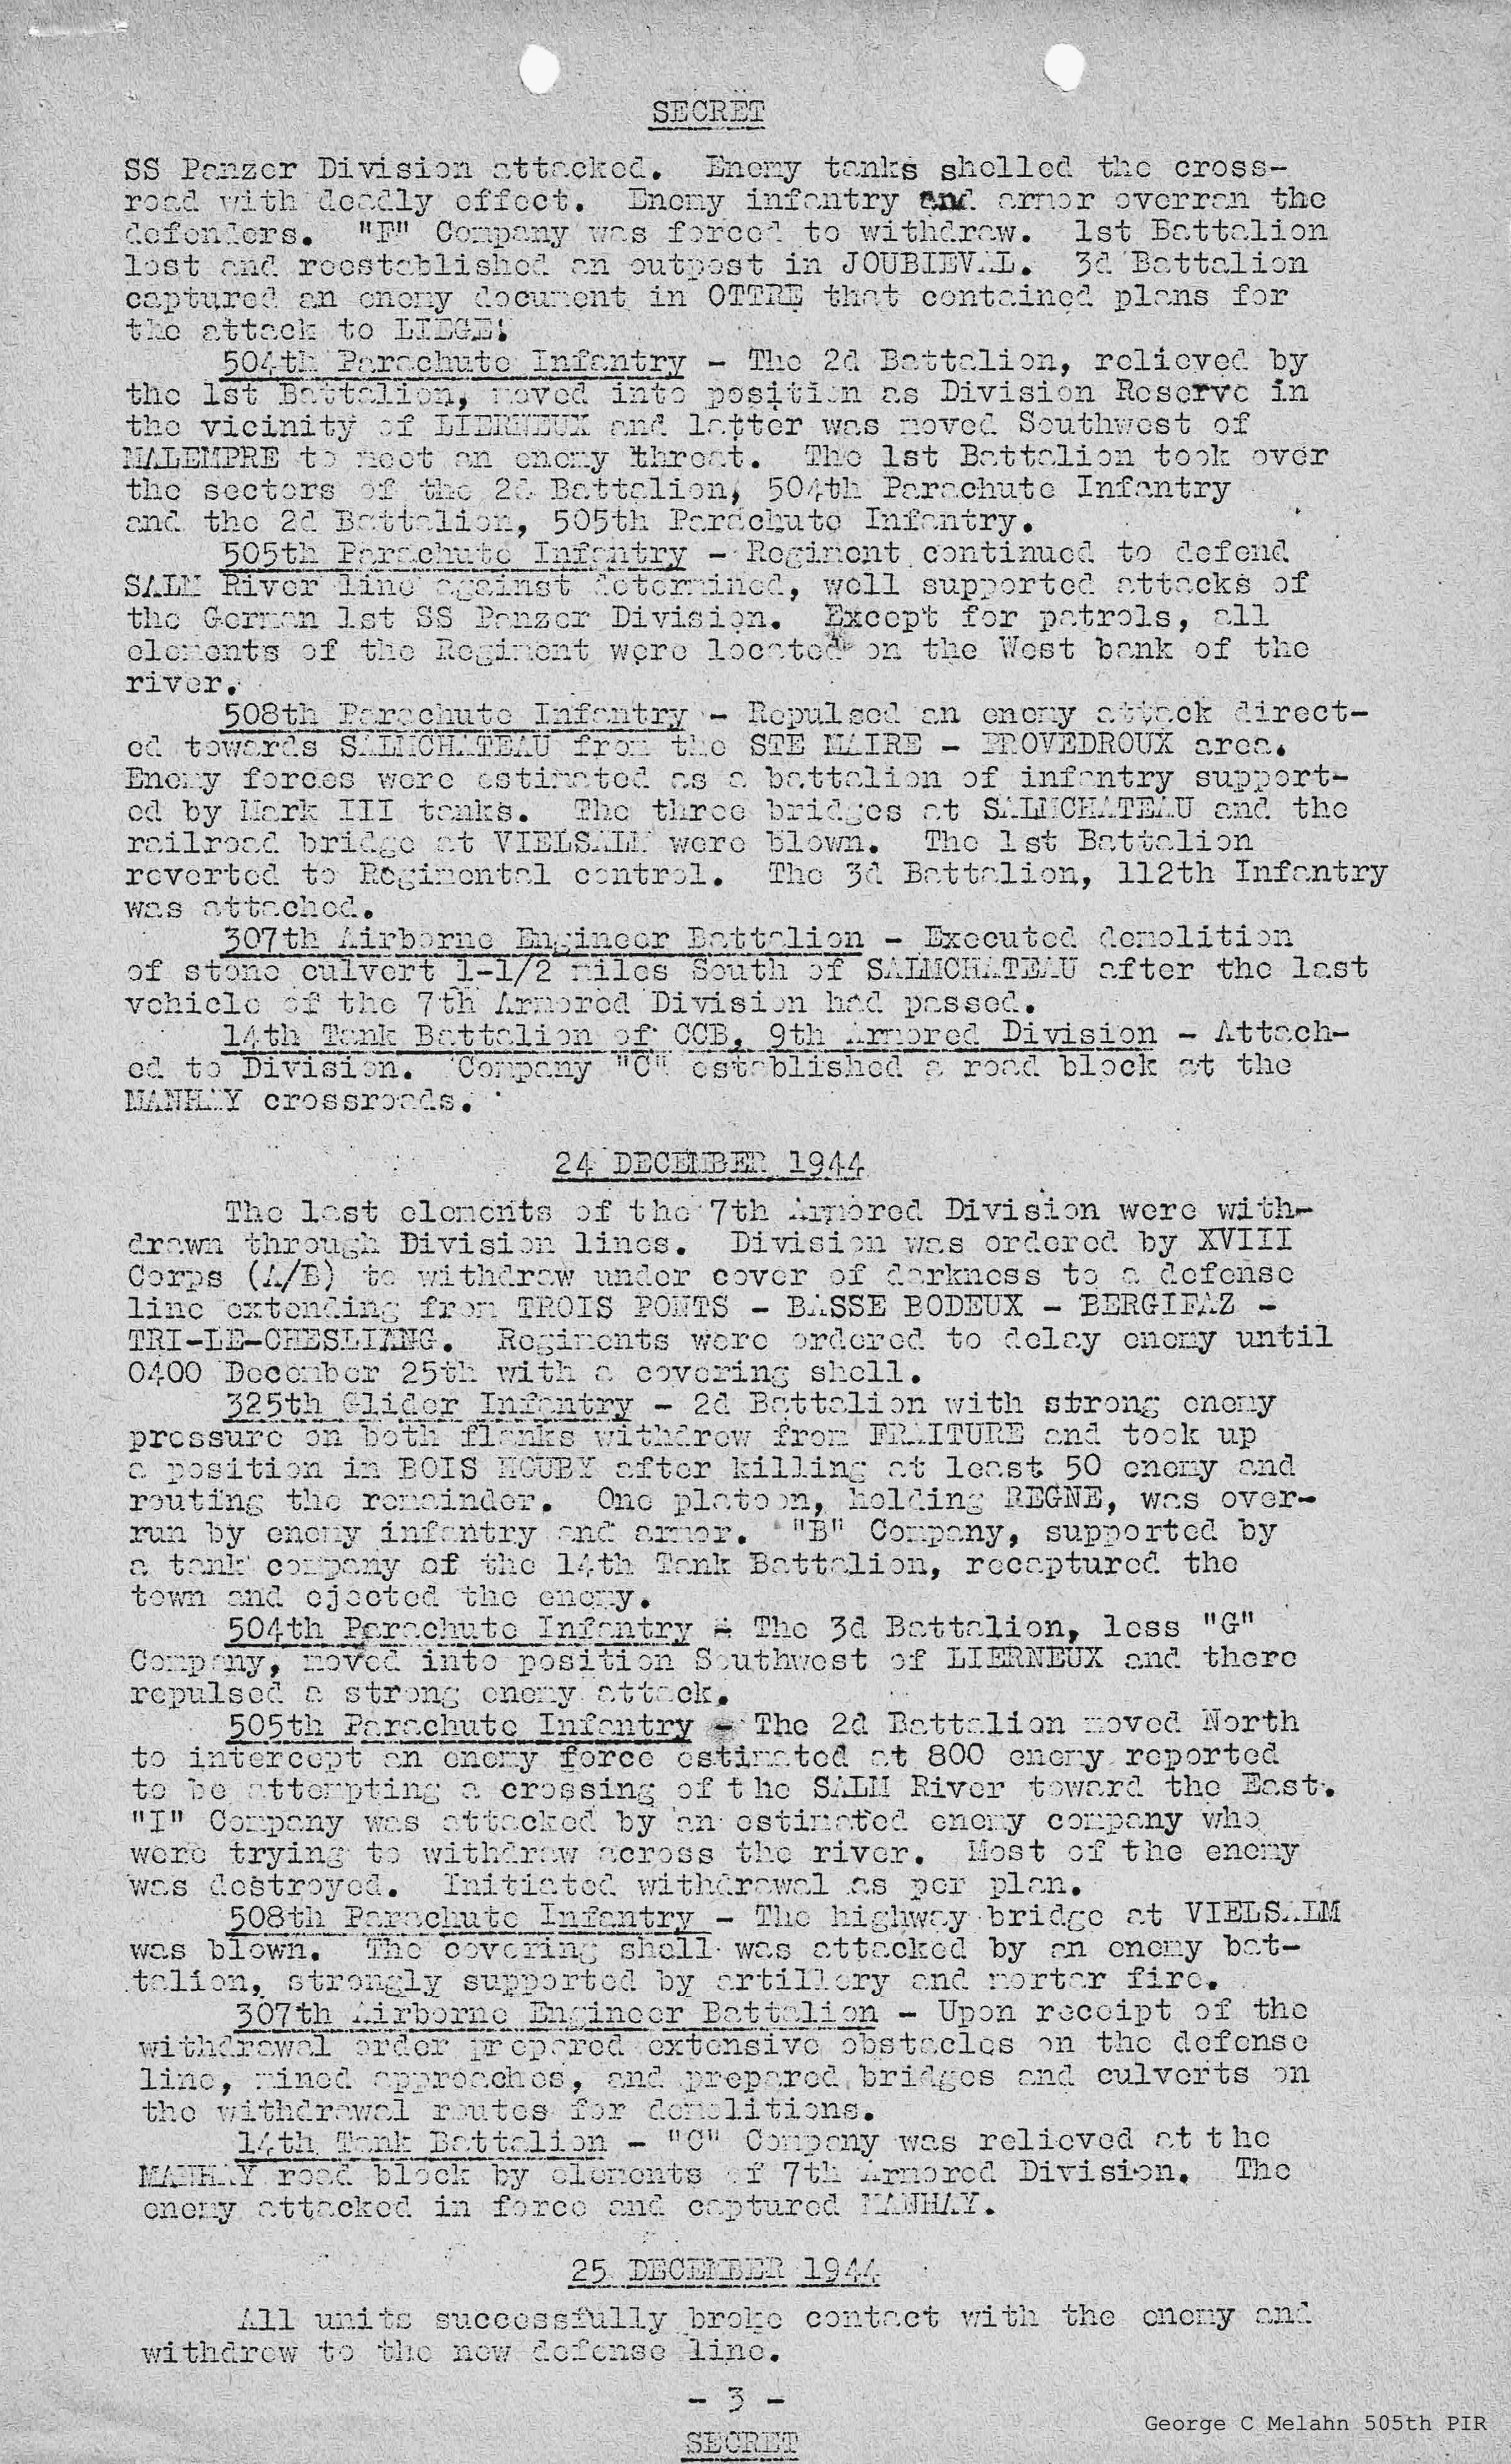 SECRET
SS Panzer Division attacked. Enemy tanks shelled the cross-
road with deadly effect. Enemy infantry and armor overran the
defenders. "F" Company was forced to withdraw. 1st Battalion
lost and reestablished an outpost in JOUBIEVAL. 3d Battalion
captured an enemy document in OTTRE that contained plans for
the attack to LIEGE!
504th Parachute Infantry - The 2d Battalion, relieved by
the 1st Battalion, moved into position as Division Reserve in
the vicinity of LIERNEUX and latter was moved Southwest of
MALEMPRE to meet an enemy threat. The 1st Battalion took over
the sectors of the 2d Battalion, 504th Parachute Infantry
and the 2d Battalion, 505th Parachute Infantry.
505th Parachute Infantry - Regiment continued to defend
SALM River line against determined, well supported attacks of
the German 1st SS Panzer Division. Except for patrols, all
elements of the Regiment were located on the West bank of the
river.
508th Parachute Infantry - Repulsed an enemy attack direct-
ed towards SALMCHATEAU from the STE MAIRE - PROVEDROUX area.
Enemy forces were estimated as a battalion of infantry support-
ed by Mark III tanks. The three bridges at SALMCHATEAU and the
railroad bridge at VIELSALM were blown. The 1st Battalion
reverted to Regimental control. The 3d Battalion, 112th Infantry
was attached.
307th Airborne Engineer Battalion - Executed demolition
of stone culvert 1-1/2 miles South of SALMCHATEAU after the last
vehicle of the 7th Armored Division had passed.
14th Tank Battalion of CCB, 9th Armored Division - Attach-
ed to Division. Company "C" established a road block at the
MANHAY crossroads.
24 DECEMBER 1944
The last elements of the 7th Armored Division were with-
drawn through Division lines. Division was ordered by XVIII
Corps (A/B) to withdraw under cover of darkness to a defense
line extending from TROIS PONTS - BASSE BODEUX - BERGIFAZ -
TRI-LE-CHESLIANG. Regiments were ordered to delay enemy until
0400 December 25th with a covering shell.
325th Glider Infantry - 2d Battalion with strong enemy
pressure on both flanks withdrew from FRAITURE and took up
a position in BOIS HOUBY after killing at least 50 enemy and
routing the remainder. One platoon, holding REGNE, was over-
run by enemy infantry and armor. "B" Company, supported by
a tank company of the 14th Tank Battalion, recaptured the
town and ejected the enemy.
504th Parachute Infantry - The 3d Battalion, less "G"
Company, moved into position Southwest of LIERNEUX and there
repulsed a strong enemy attack.
505th Parachute Infantry - The 2d Battalion moved North
to intercept an enemy force estimated at 800 enemy reported
to be attempting a crossing of the SALM River toward the East.
"I" Company was attacked by an estimated enemy company who
were trying to withdraw across the river. Most of the enemy
was destroyed. Initiated withdrawal as per plan.
508th Parachute Infantry - The highway bridge at VIELSALM
was blown. The covering shell was attacked by an enemy bat-
talion, strongly supported by artillery and mortar fire.
307th Airborne Engineer Battalion - Upon receipt of the
withdrawal order prepared extensive obstacles on the defense
line, mined approaches, and prepared bridges and culverts on
the withdrawal routes for demolitions.
14th Tank Battalion - "C" Company was relieved at the
MANHAY road block by elements of 7th Armored Division. The
enemy attacked in force and captured MANHAY.
25 DECEMBER 1944
All units successfully broke contact with the enemy and
withdrew to the new defense line.
- 3 -
SECRET
George C Melahn 505th PIR